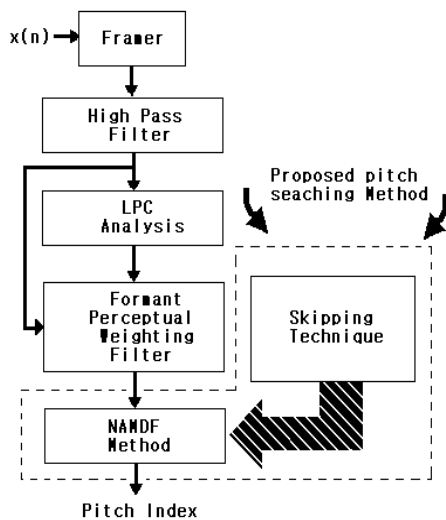 x(n)
Framer
High Pass
Filter
Proposed pitch
seaching Method
LPC
Analysis
Formant
Perceptual
Weighting
Filter
Skipping
Technique
NAMDF
Method
Pitch Index